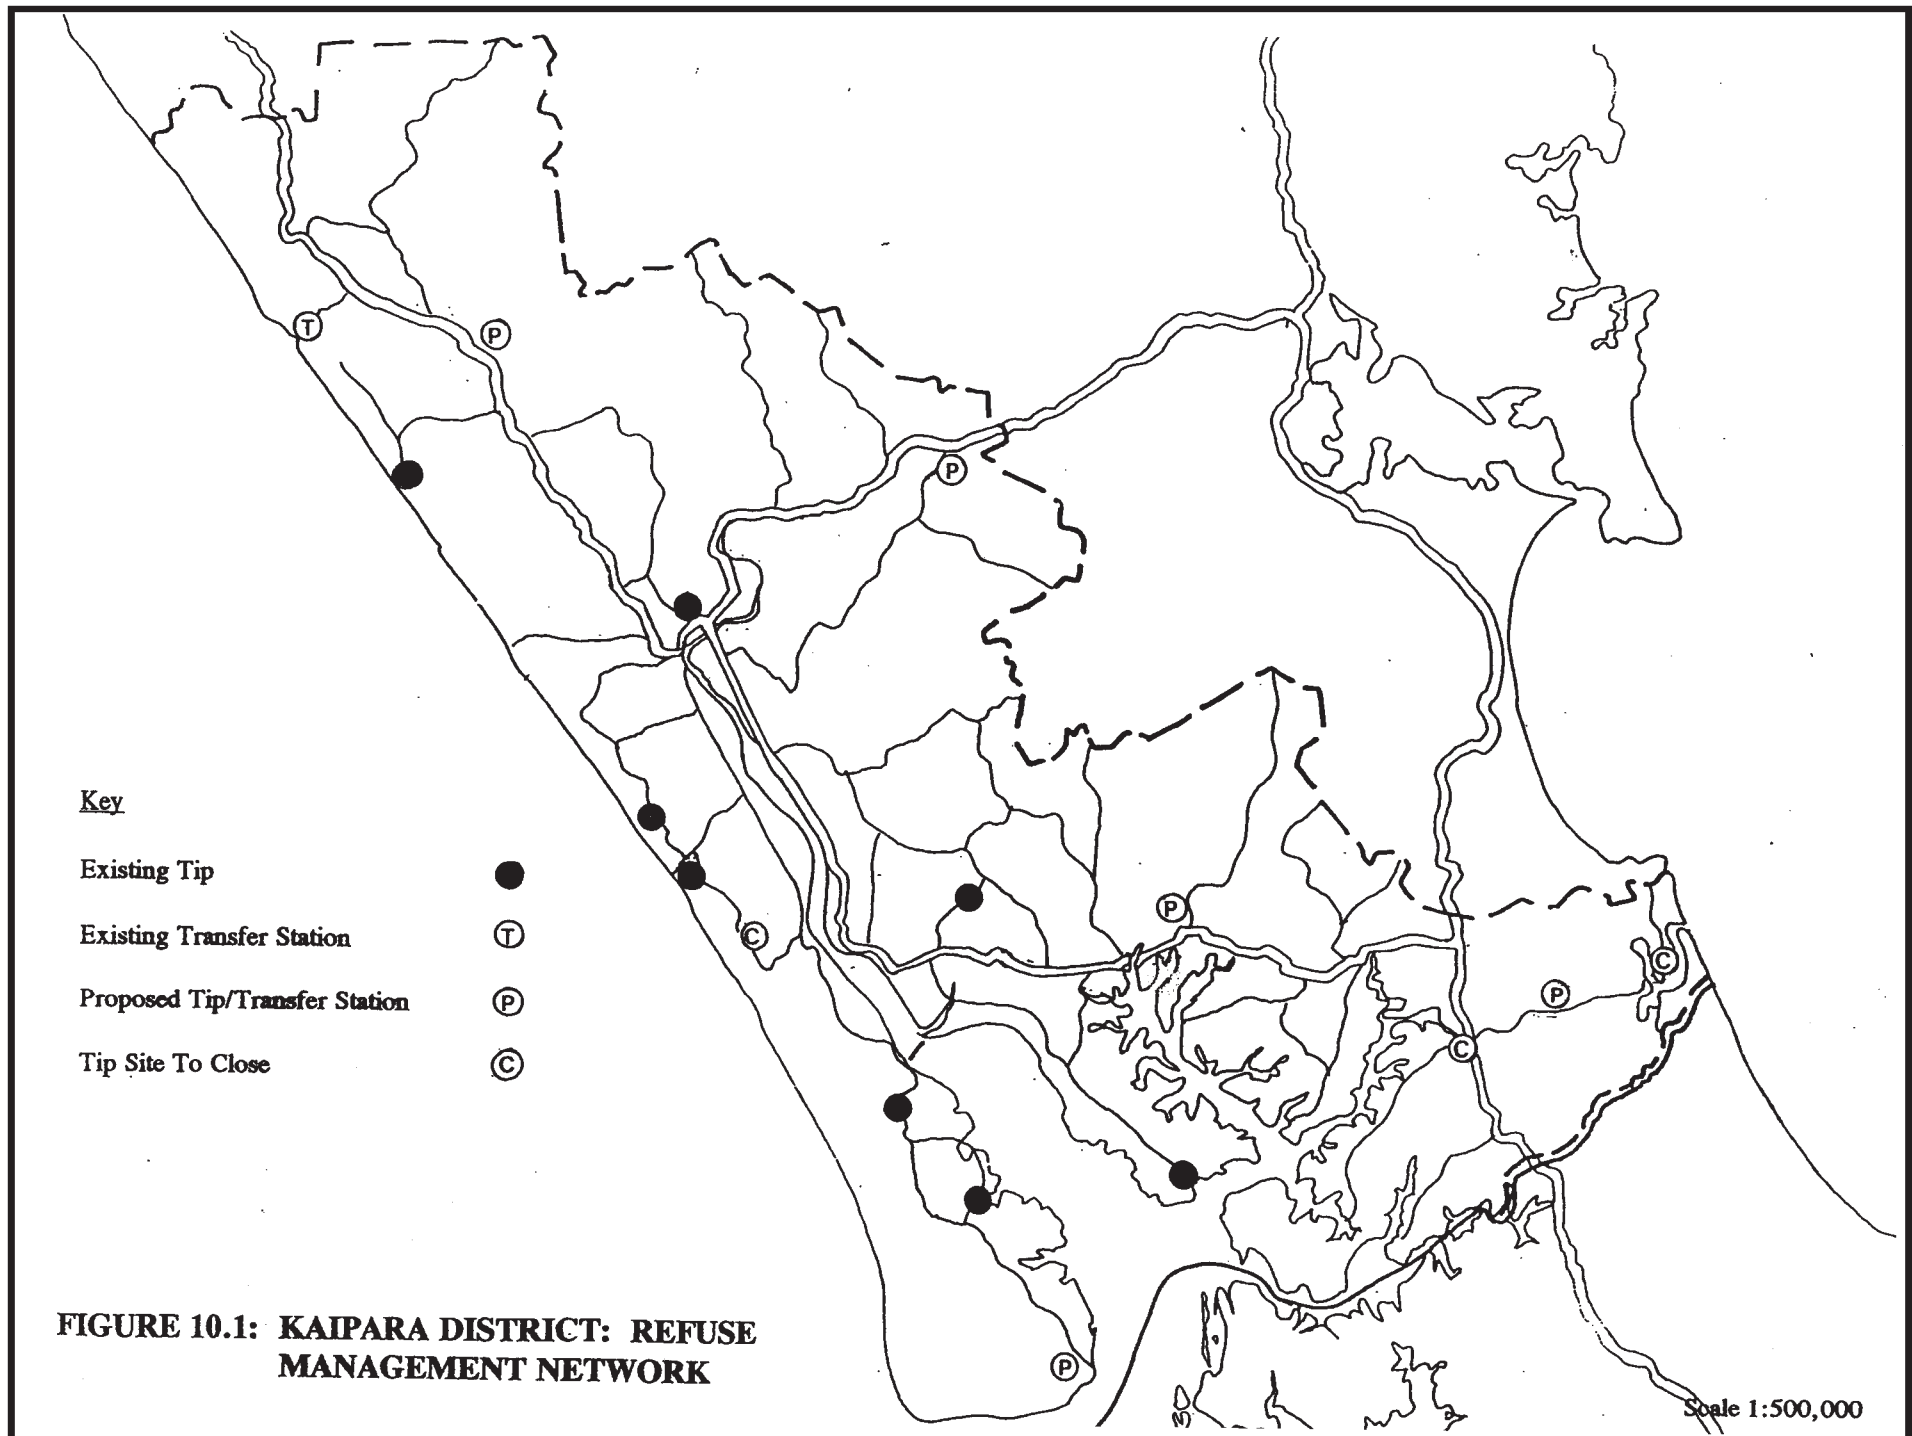 T
P
P
Key
Existing Tip
Existing Transfer Station T
Proposed Tip/Transfer Station P
Tip Site To Close C
C
P
C
P
C
P
FIGURE 10.1: KAIPARA DISTRICT: REFUSE
MANAGEMENT NETWORK
Scale 1:500,000